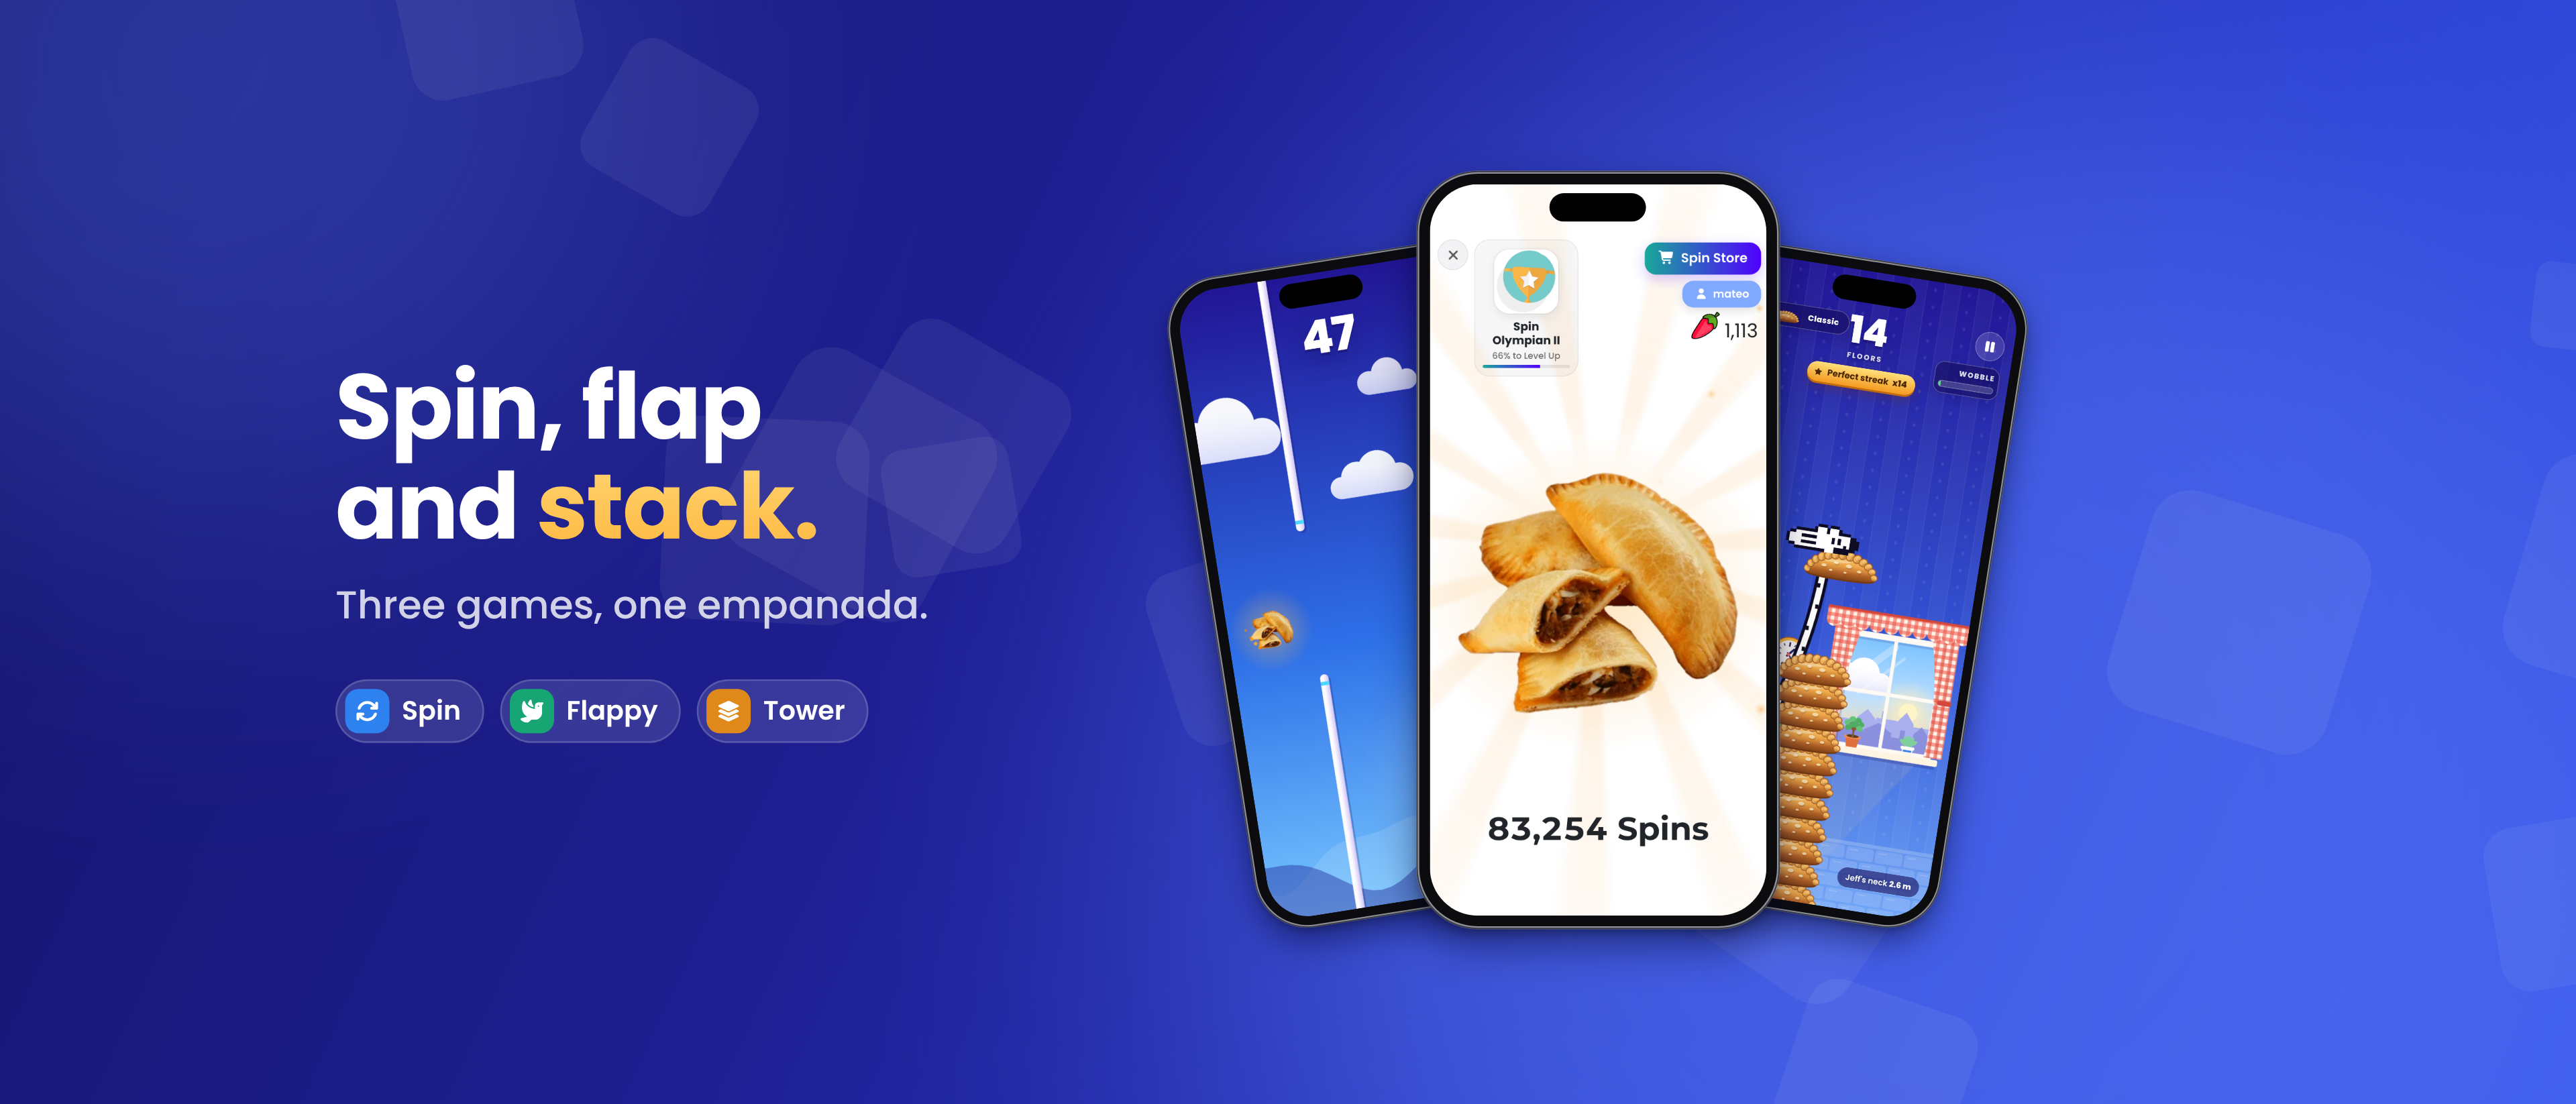 Spin, flap
and stack.
Three games, one empanada.
Spin
Flappy
Tower
47
Spin
Olympian II
66% to Level Up
Spin Store
mateo
1,113
83,254 Spins
Classic
14
FLOORS
Perfect streak x14
WOBBLE
Jeff's neck 2.6 m